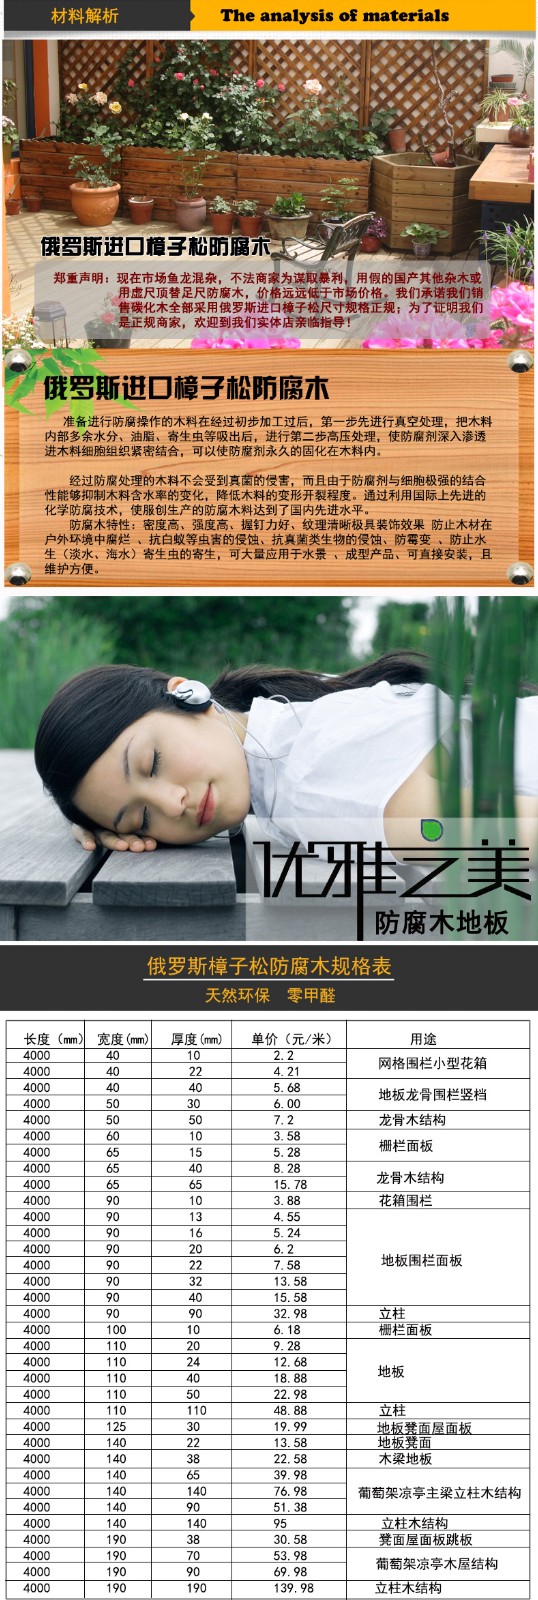 材料解析
The analysis of materials
俄罗斯进口樟子松防腐木
郑重声明：现在市场鱼龙混杂，不法商家为谋取暴利，用假的国产其他杂木或
用虚尺顶替足尺防腐木，价格远远低于市场价格。我们承诺我们销
售碳化木全部采用俄罗斯进口樟子松尺寸规格正规；为了证明我们
是正规商家，欢迎到我们实体店亲临指导！
俄罗斯进口樟子松防腐木
准备进行防腐操作的木料在经过初步加工过后，第一步先进行真空处理，把木料
内部多余水分、油脂、寄生虫等吸出后，进行第二步高压处理，使防腐剂深入渗透
进木料细胞组织紧密结合，可以使防腐剂永久的固化在木料内。
经过防腐处理的木料不会受到真菌的侵害，而且由于防腐剂与细胞极强的结合
性能够抑制木料含水率的变化，降低木料的变形开裂程度。通过利用国际上先进的
化学防腐技术，使服创生产的防腐木料达到了国内先进水平。
防腐木特性：密度高、强度高、握钉力好、纹理清晰极具装饰效果 防止木材在
户外环境中腐烂 、抗白蚁等虫害的侵蚀、抗真菌类生物的侵蚀、防霉变 、防止水
生（淡水、海水）寄生虫的寄生，可大量应用于水景 、成型产品、可直接安装，且
维护方便。
优雅之美
防腐木地板
俄罗斯樟子松防腐木规格表
天然环保 零甲醛
长度（mm） 宽度(mm) 厚度(mm) 单价（元/米） 用途
4000 40 10 2.2 网格围栏小型花箱
4000 40 22 4.21
4000 40 40 5.68 地板龙骨围栏竖档
4000 50 30 6.00
4000 50 50 7.2 龙骨木结构
4000 60 10 3.58 栅栏面板
4000 65 15 5.28
4000 65 40 8.28 龙骨木结构
4000 65 65 15.78
4000 90 10 3.88 花箱围栏
4000 90 13 4.55 地板围栏面板
4000 90 16 5.24
4000 90 20 6.2
4000 90 22 7.58
4000 90 32 13.58
4000 90 40 15.58
4000 90 90 32.98 立柱
4000 100 10 6.18 栅栏面板
4000 110 20 9.28 地板
4000 110 24 12.68
4000 110 40 18.88
4000 110 50 22.98
4000 110 110 48.88 立柱
4000 125 30 19.99 地板凳面屋面板
4000 140 22 13.58 地板凳面
4000 140 38 22.58 木梁地板
4000 140 65 39.98 葡萄架凉亭主梁立柱木结构
4000 140 140 76.98
4000 140 90 51.38
4000 140 140 95 立柱木结构
4000 190 38 30.58 凳面屋面板跳板
4000 190 70 53.98 葡萄架凉亭木屋结构
4000 190 90 69.98
4000 190 190 139.98 立柱木结构